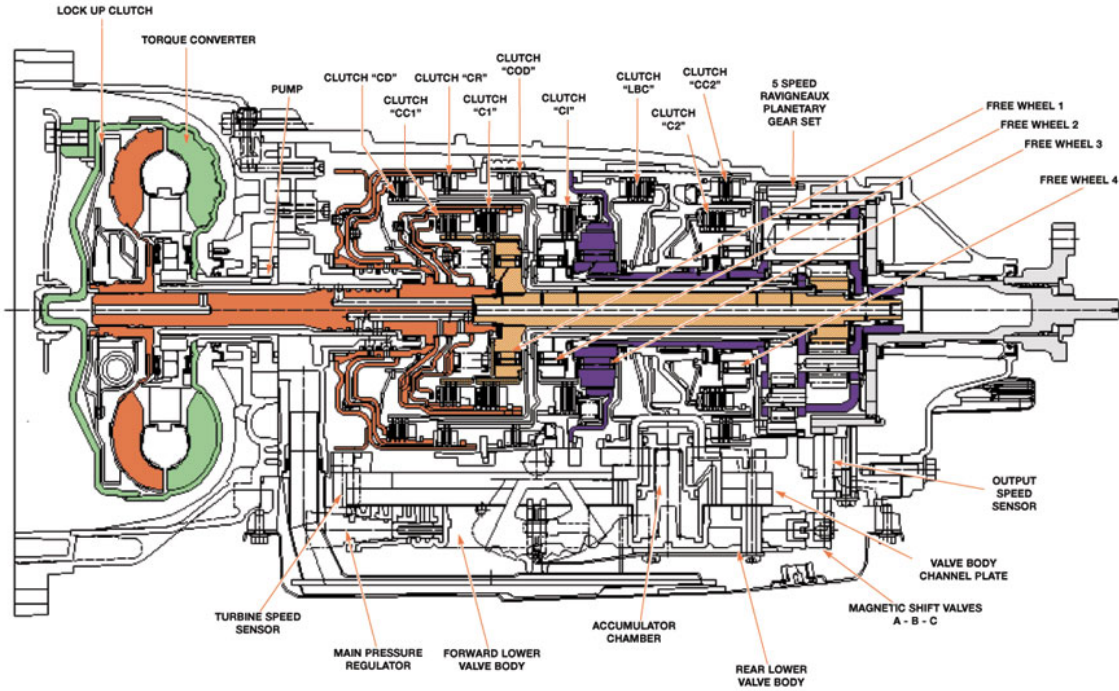 LOCK UP CLUTCH
TORQUE CONVERTER
PUMP
CLUTCH "CD"
CLUTCH
"CC1"
CLUTCH "CR"
CLUTCH
"C1"
CLUTCH
"COD"
CLUTCH
"CI"
CLUTCH
"LBC"
CLUTCH
"C2"
CLUTCH
"CC2"
5 SPEED
RAVIGNEAUX
PLANETARY
GEAR SET
FREE WHEEL 1
FREE WHEEL 2
FREE WHEEL 3
FREE WHEEL 4
OUTPUT
SPEED
SENSOR
VALVE BODY
CHANNEL PLATE
MAGNETIC SHIFT VALVES
A - B - C
TURBINE SPEED
SENSOR
MAIN PRESSURE
REGULATOR
FORWARD LOWER
VALVE BODY
ACCUMULATOR
CHAMBER
REAR LOWER
VALVE BODY